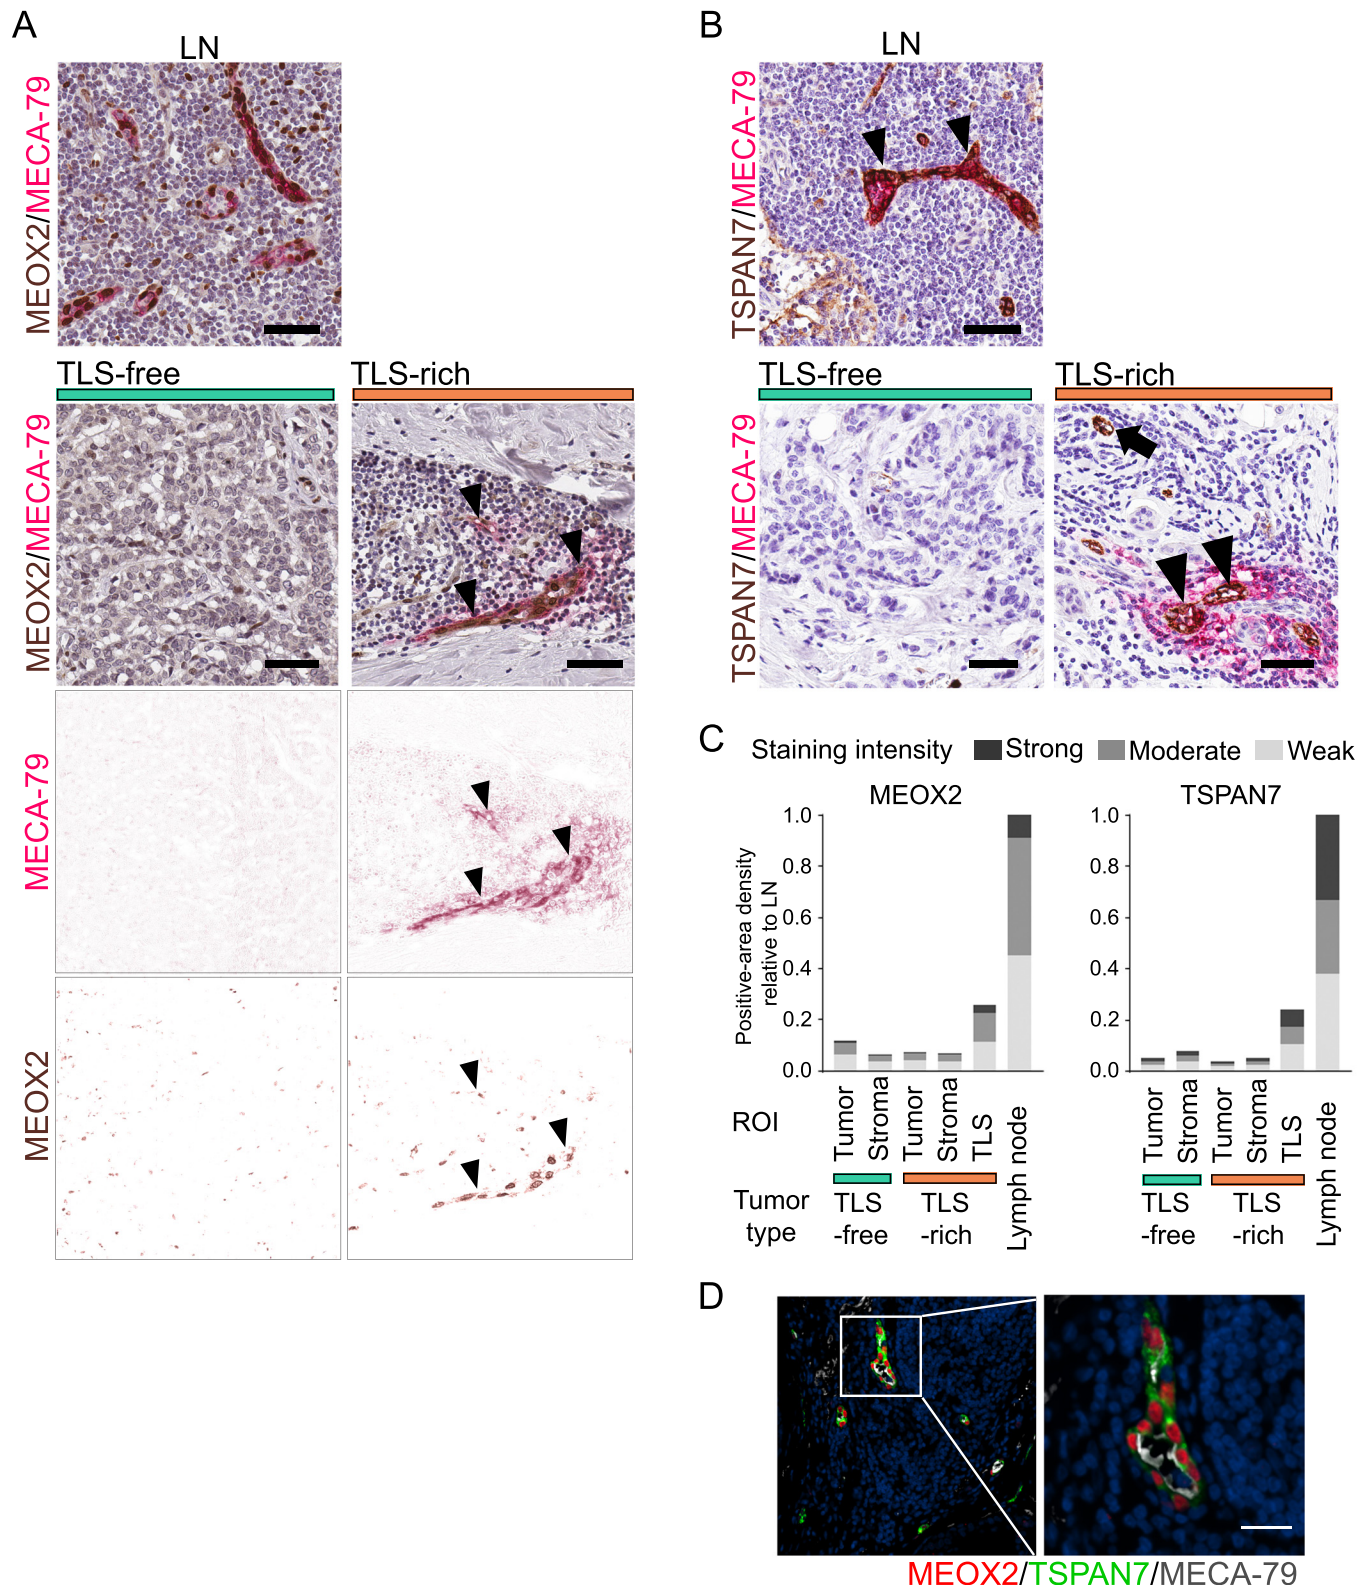 A
LN
MEOX2/MECA-79
TLS-free
TLS-rich
MEOX2/MECA-79
MECA-79
MEOX2
B
LN
TSPAN7/MECA-79
TLS-free
TLS-rich
TSPAN7/MECA-79
C
Staining intensity Strong Moderate Weak
MEOX2
Positive-area density
relative to LN
1.0
0.8
0.6
0.4
0.2
0.0
TSPAN7
1.0
0.8
0.6
0.4
0.2
0.0
ROI
Tumor
Stroma
Tumor
Stroma
TLS
Lymph node
Tumor
Stroma
Tumor
Stroma
TLS
Lymph node
Tumor
type
TLS
-free
TLS
-rich
TLS
-free
TLS
-rich
D
MEOX2/TSPAN7/MECA-79